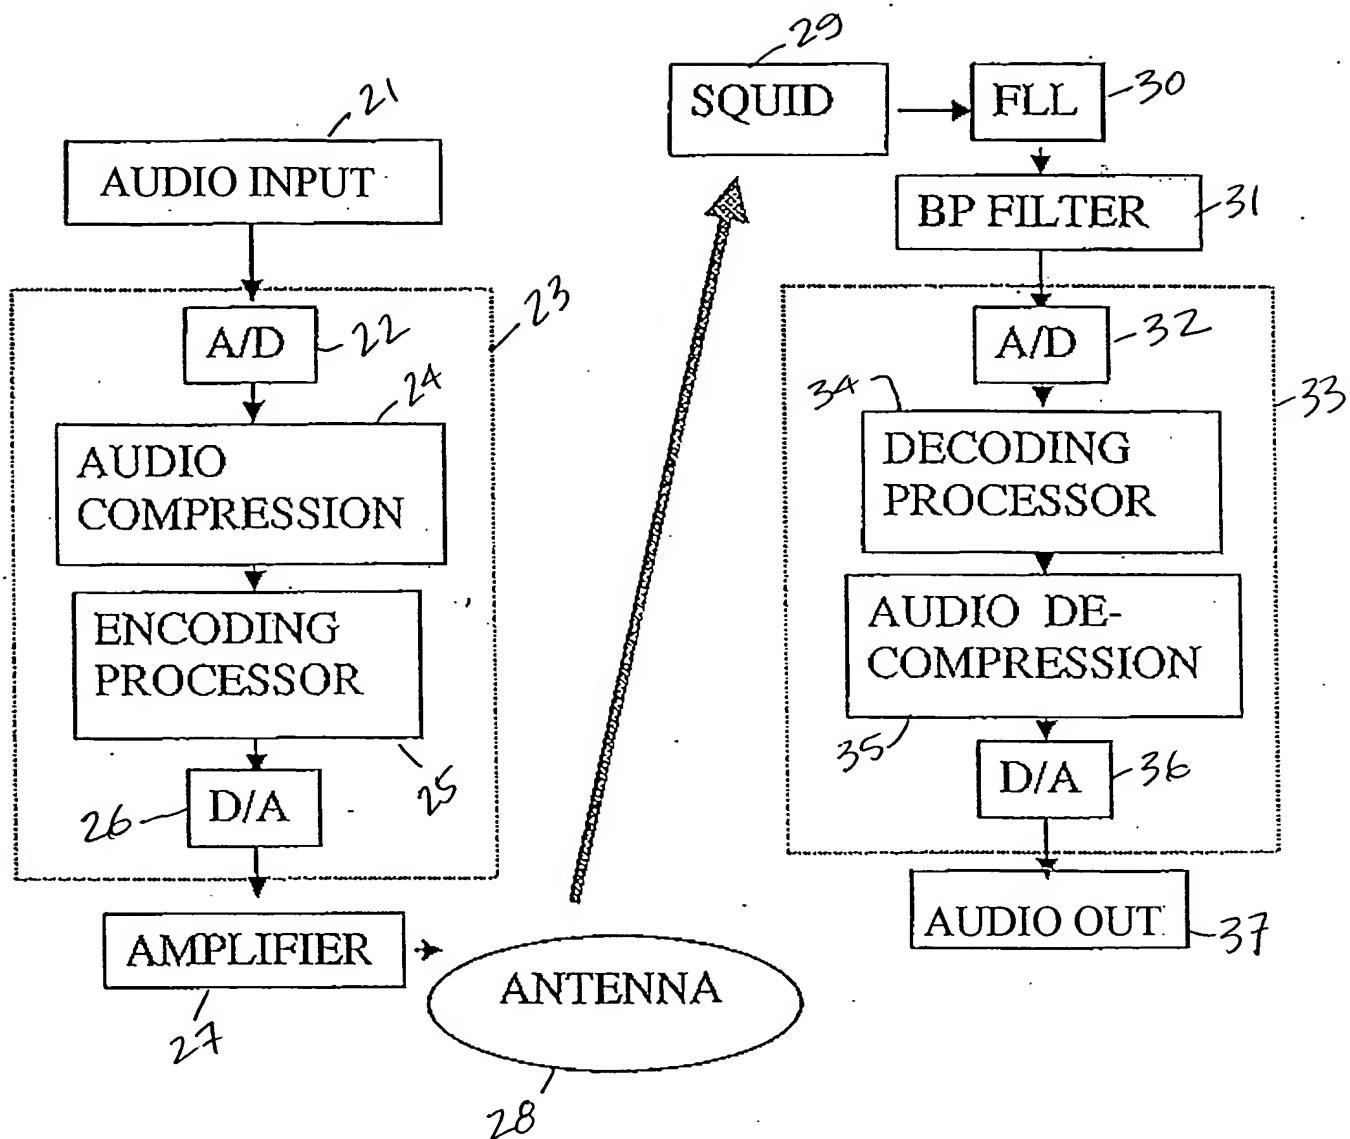 21
AUDIO INPUT
23
A/D
22
24
AUDIO
COMPRESSION
ENCODING
PROCESSOR
25
D/A
26
AMPLIFIER
27
ANTENNA
28
29
SQUID
FLL
30
BP FILTER
31
A/D
32
33
34
DECODING
PROCESSOR
AUDIO DE-
COMPRESSION
35
D/A
36
AUDIO OUT
37